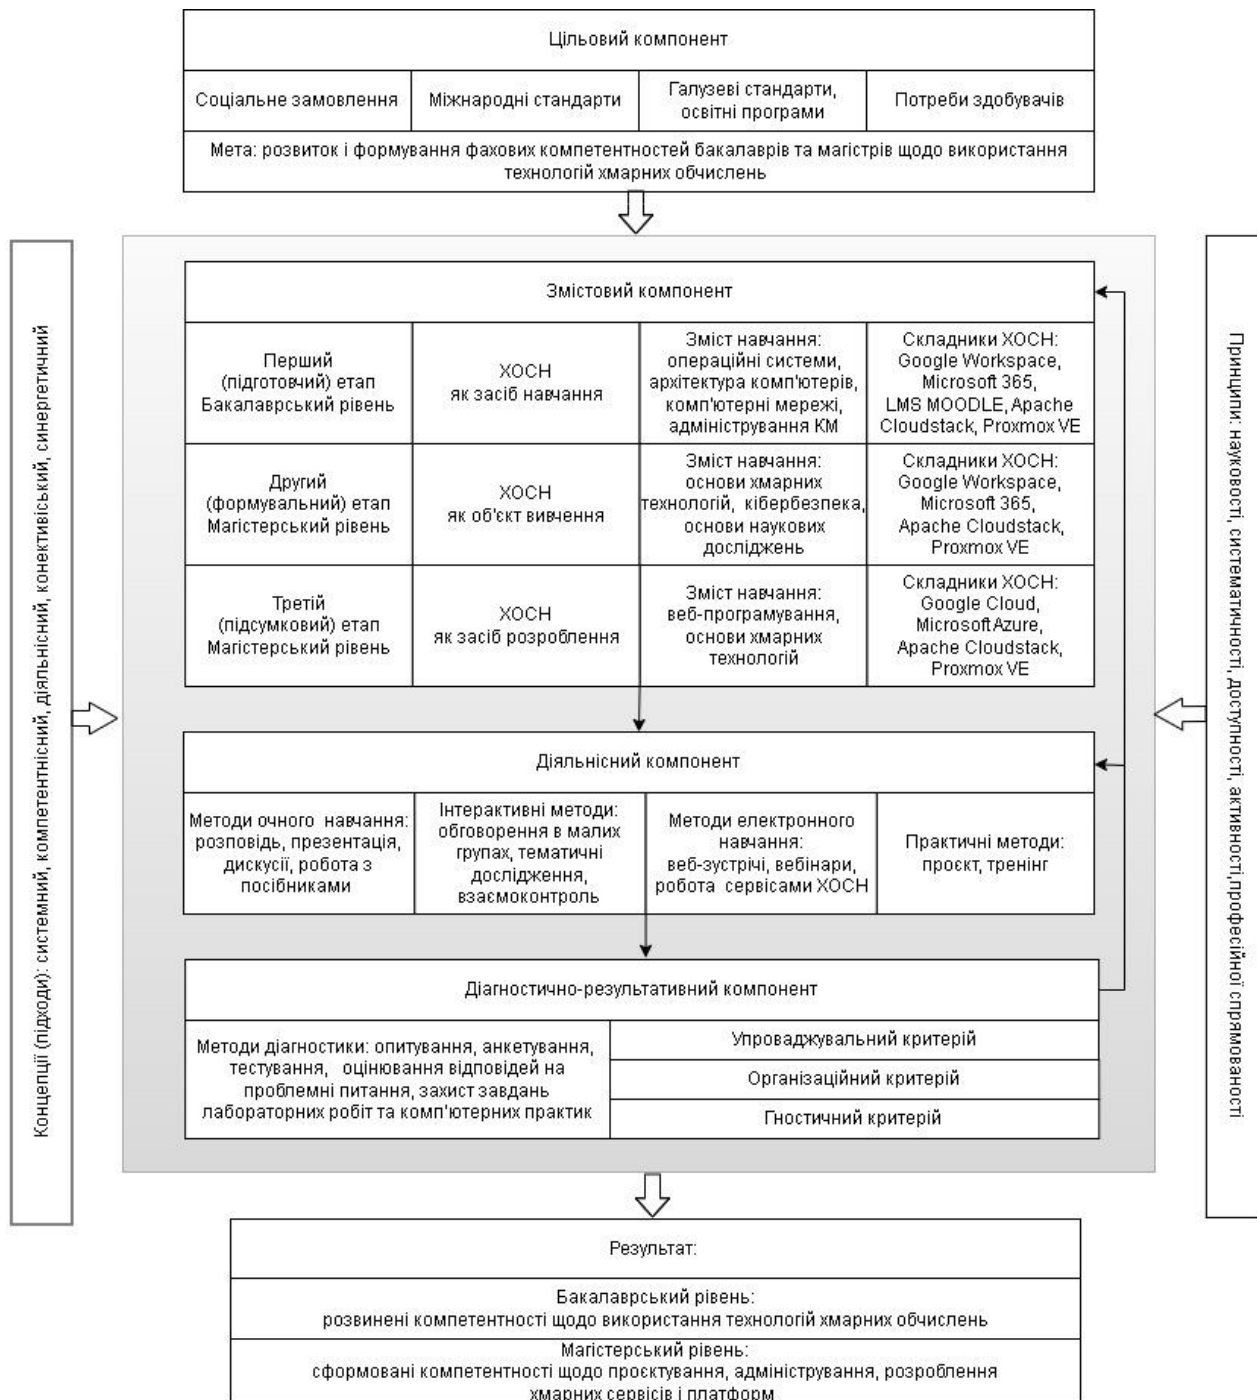 Цільовий компонент
Соціальне замовлення
Міжнародні стандарти
Галузеві стандарти,
освітні програми
Потреби здобувачів
Мета: розвиток і формування фахових компетентностей бакалаврів та магістрів щодо використання
технологій хмарних обчислень
Концепції (підходи): системний, компетентнісний, діяльнісний, конективіський, синергетичний
Змістовий компонент
Перший
(підготовчий) етап
Бакалаврський рівень
ХОСН
як засіб навчання
Зміст навчання:
операційні системи,
архітектура комп'ютерів,
комп'ютерні мережі,
адміністрування КМ
Складники ХОСН:
Google Workspace,
Microsoft 365,
LMS MOODLE, Apache
Cloudstack, Proxmox VE
Другий
(формувальний) етап
Магістерський рівень
ХОСН
як об'єкт вивчення
Зміст навчання:
основи хмарних
технологій, кібербезпека,
основи наукових
досліджень
Складники ХОСН:
Google Workspace,
Microsoft 365,
Apache Cloudstack,
Proxmox VE
Третій
(підсумковий) етап
Магістерський рівень
ХОСН
як засіб розроблення
Зміст навчання:
веб-програмування,
основи хмарних
технологій
Складники ХОСН:
Google Cloud,
Microsoft Azure,
Apache Cloudstack,
Proxmox VE
Принципи: науковості, систематичності, доступності, активності,професійної спрямованості
Діяльнісний компонент
Методи очного навчання:
розповідь, презентація,
дискусії, робота з
посібниками
Інтерактивні методи:
обговорення в малих
групах, тематичні
дослідження,
взаємоконтроль
Методи електронного
навчання:
веб-зустрічі, вебінари,
робота сервісами ХОСН
Практичні методи:
проєкт, тренінг
Діагностично-результативний компонент
Методи діагностики: опитування, анкетування,
тестування, оцінювання відповідей на
проблемні питання, захист завдань
лабораторних робіт та комп'ютерних практик
Упроваджувальний критерій
Організаційний критерій
Гностичний критерій
Результат:
Бакалаврський рівень:
розвинені компетентності щодо використання технологій хмарних обчислень
Магістерський рівень:
сформовані компетентності щодо проєктування, адміністрування, розроблення
хмарних сервісів і платформ